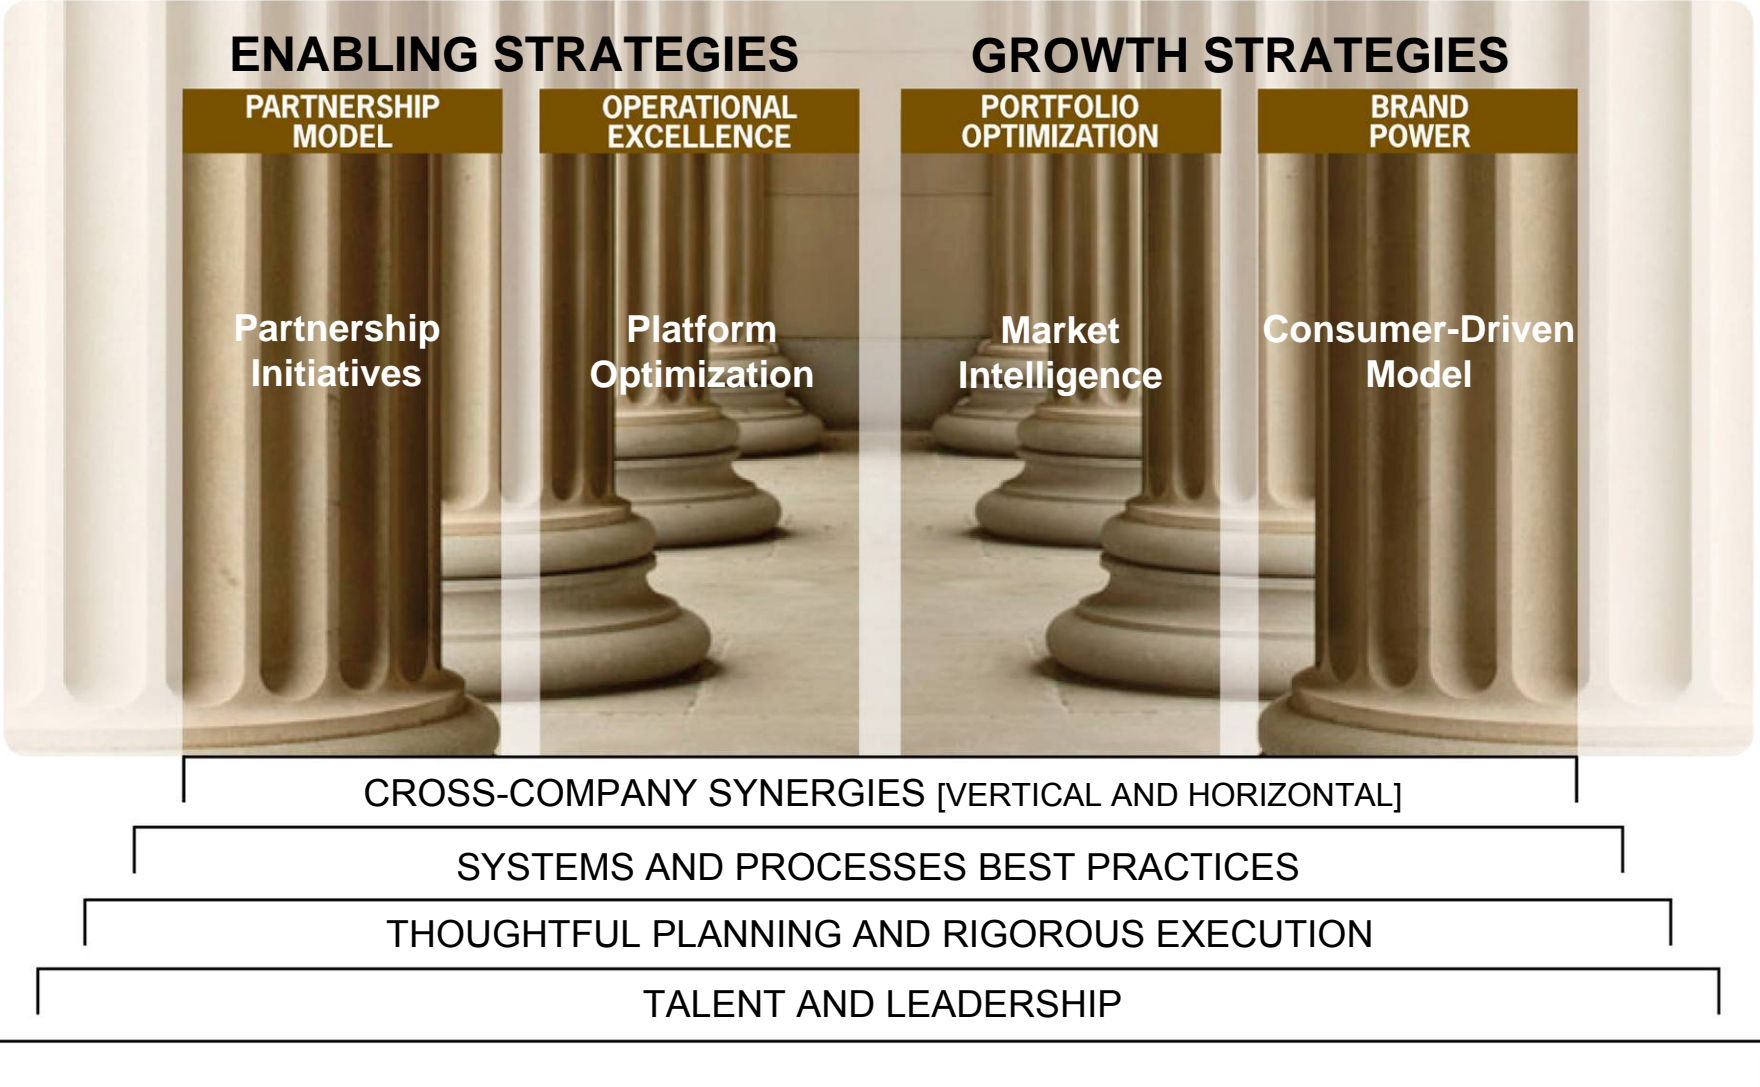 ENABLING STRATEGIES
GROWTH STRATEGIES
PARTNERSHIP
MODEL
OPERATIONAL
EXCELLENCE
PORTFOLIO
OPTIMIZATION
BRAND
POWER
Partnership
Initiatives
Platform
Optimization
Market
Intelligence
Consumer-Driven
Model
CROSS-COMPANY SYNERGIES [VERTICAL AND HORIZONTAL]
SYSTEMS AND PROCESSES BEST PRACTICES
THOUGHTFUL PLANNING AND RIGOROUS EXECUTION
TALENT AND LEADERSHIP